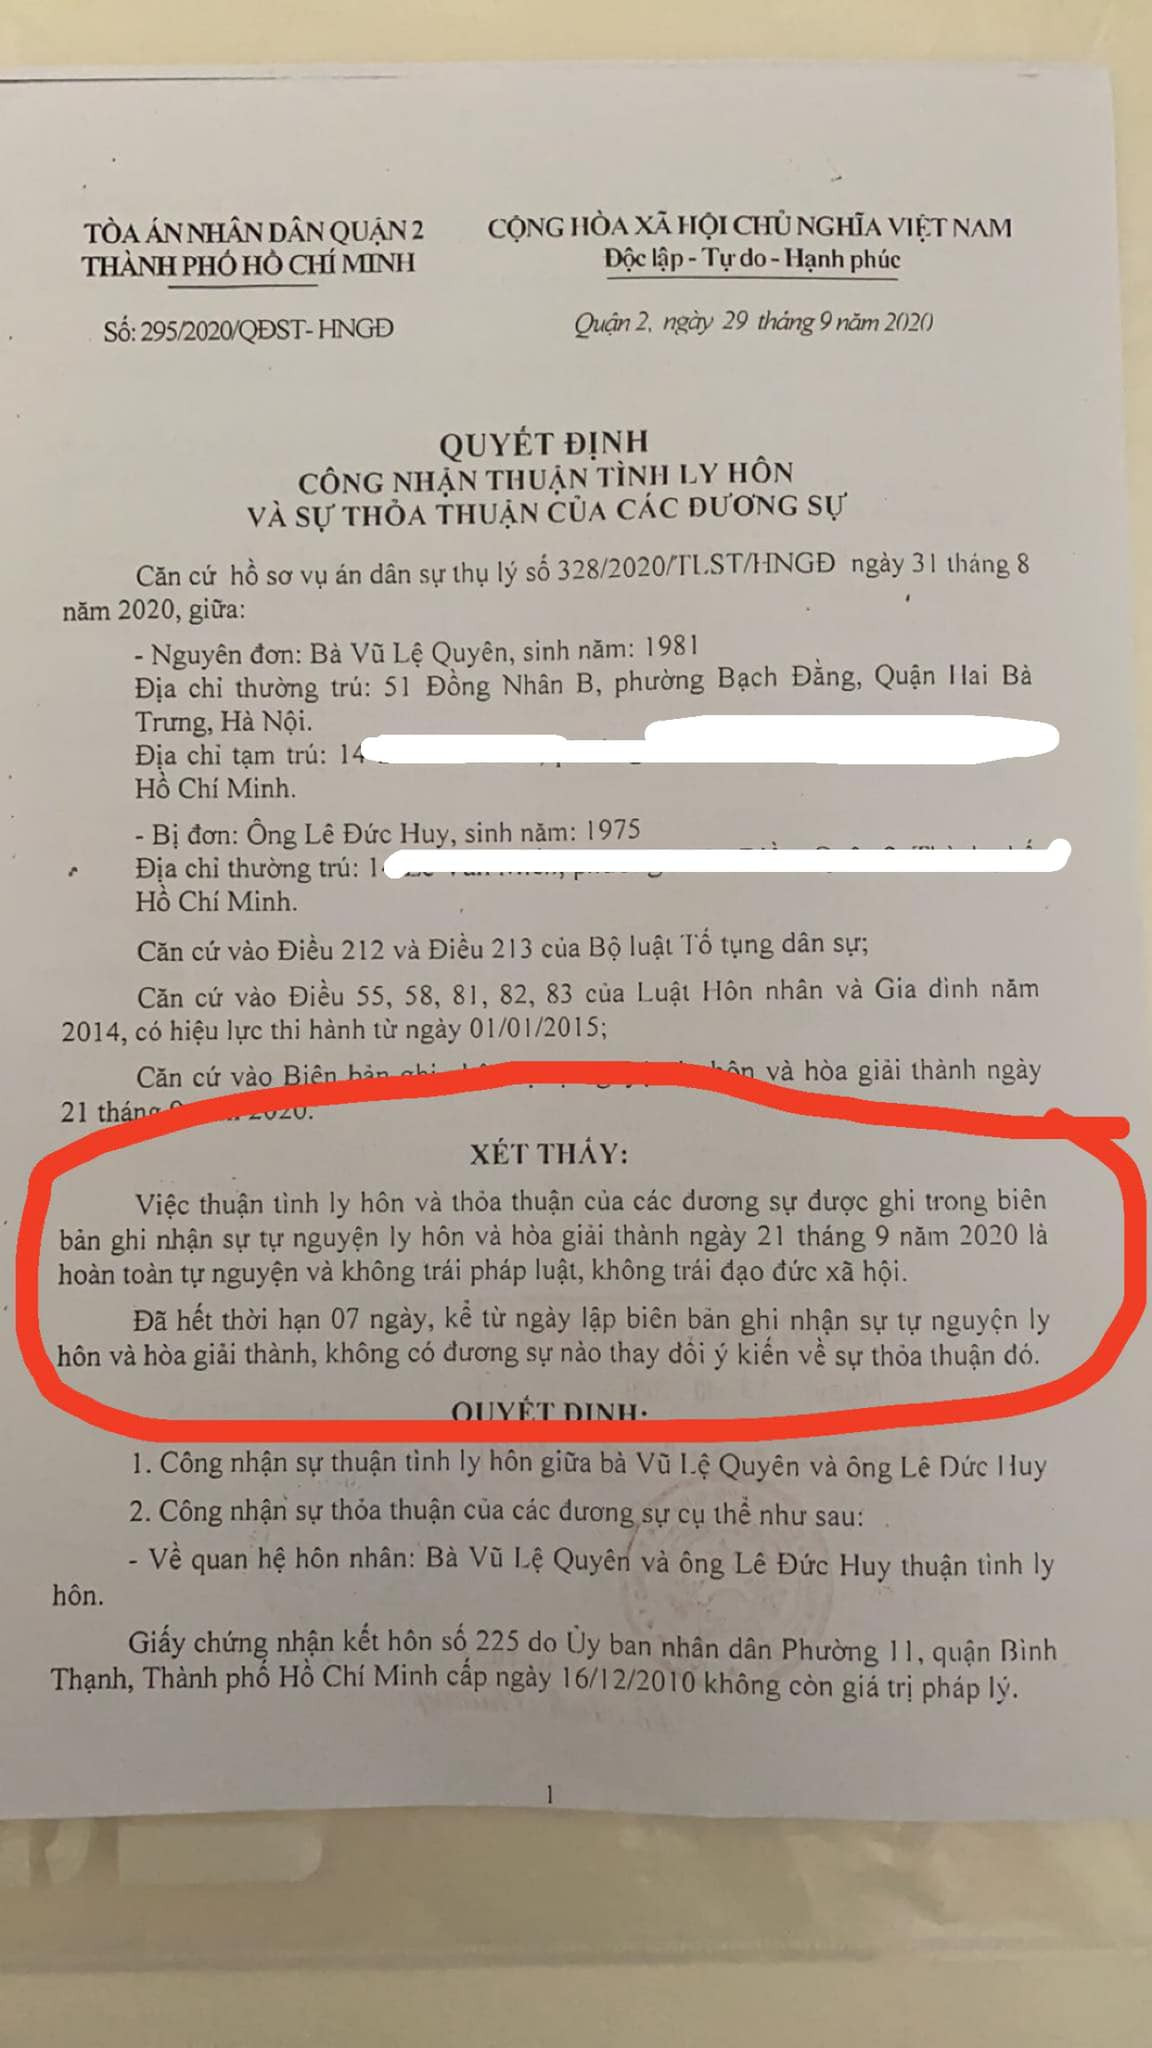 TÒA ÁN NHÂN DÂN QUẬN 2
THÀNH PHỐ HỒ CHÍ MINH
Số: 295/2020/QĐST- HNGĐ
CỘNG HÒA XÃ HỘI CHỦ NGHĨA VIỆT NAM
Độc lập - Tự do - Hạnh phúc
Quận 2, ngày 29 tháng 9 năm 2020
QUYẾT ĐỊNH
CÔNG NHẬN THUẬN TÌNH LY HÔN
VÀ SỰ THỎA THUẬN CỦA CÁC ĐƯƠNG SỰ
Căn cứ hồ sơ vụ án dân sự thụ lý số 328/2020/TLST/HNGĐ ngày 31 tháng 8
năm 2020, giữa:
- Nguyên đơn: Bà Vũ Lệ Quyên, sinh năm: 1981
Địa chỉ thường trú: 51 Đồng Nhân B, phường Bạch Đằng, Quận Hai Bà
Trưng, Hà Nội.
Địa chỉ tạm trú: 14
Hồ Chí Minh.
- Bị đơn: Ông Lê Đức Huy, sinh năm: 1975
Địa chỉ thường trú: 1
Hồ Chí Minh.
Căn cứ vào Điều 212 và Điều 213 của Bộ luật Tố tụng dân sự;
Căn cứ vào Điều 55, 58, 81, 82, 83 của Luật Hôn nhân và Gia đình năm
2014, có hiệu lực thi hành từ ngày 01/01/2015;
Căn cứ vào Biên bản ghi hôn và hòa giải thành ngày
21 tháng 2020.
XÉT THẤY:
Việc thuận tình ly hôn và thỏa thuận của các đương sự được ghi trong biên
bản ghi nhận sự tự nguyện ly hôn và hòa giải thành ngày 21 tháng 9 năm 2020 là
hoàn toàn tự nguyện và không trái pháp luật, không trái đạo đức xã hội.
Đã hết thời hạn 07 ngày, kể từ ngày lập biên bản ghi nhận sự tự nguyện ly
hôn và hòa giải thành, không có đương sự nào thay đổi ý kiến về sự thỏa thuận đó.
QUYẾT ĐỊNH:
1. Công nhận sự thuận tình ly hôn giữa bà Vũ Lệ Quyên và ông Lê Đức Huy
2. Công nhận sự thỏa thuận của các đương sự cụ thể như sau:
- Về quan hệ hôn nhân: Bà Vũ Lệ Quyên và ông Lê Đức Huy thuận tình ly
hôn.
Giấy chứng nhận kết hôn số 225 do Ủy ban nhân dân Phường 11, quận Bình
Thạnh, Thành phố Hồ Chí Minh cấp ngày 16/12/2010 không còn giá trị pháp lý.
1